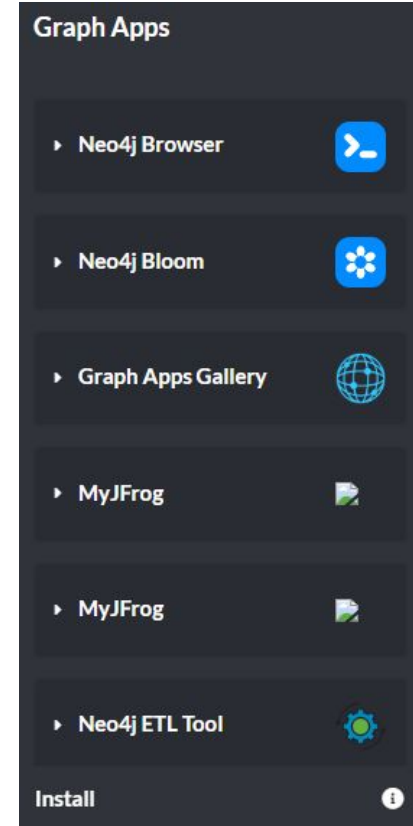 Graph Apps
Neo4j Browser
Neo4j Bloom
Graph Apps Gallery
MyJFrog
MyJFrog
Neo4j ETL Tool
Install